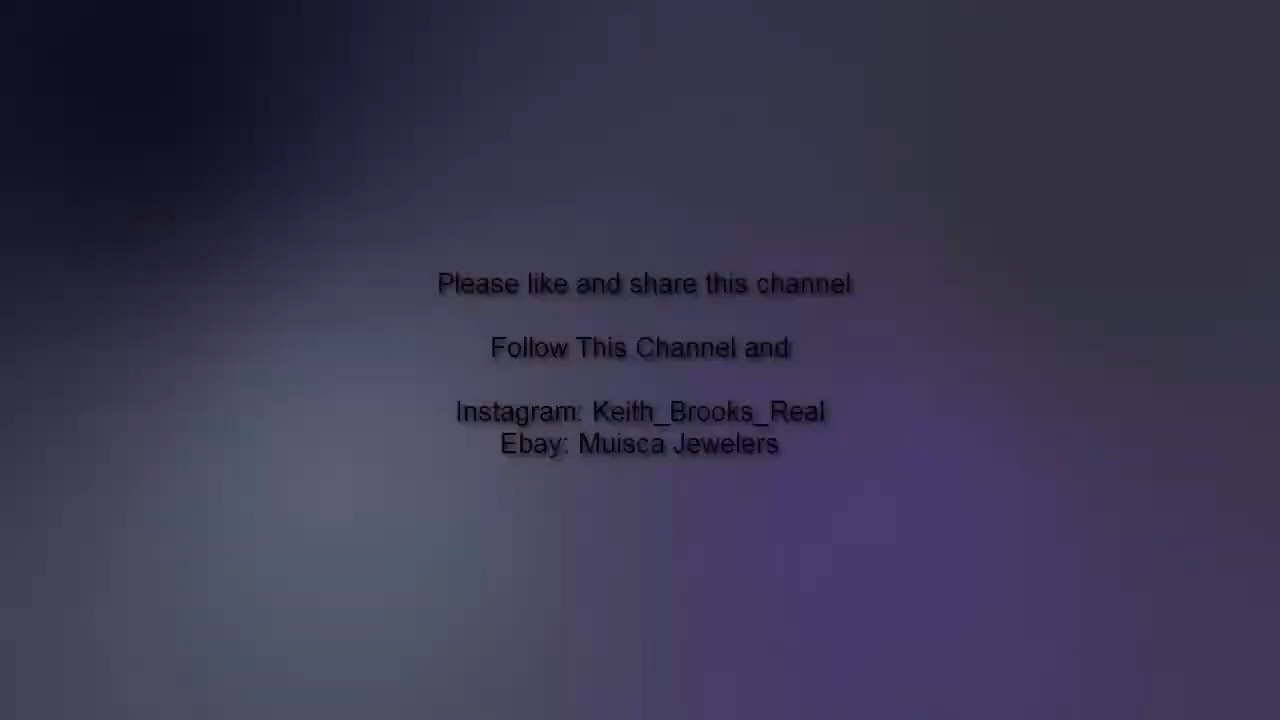 Please like and share this channel
Follow This Channel and
Instagram: Keith_Brooks_Real
Ebay: Muisca Jewelers